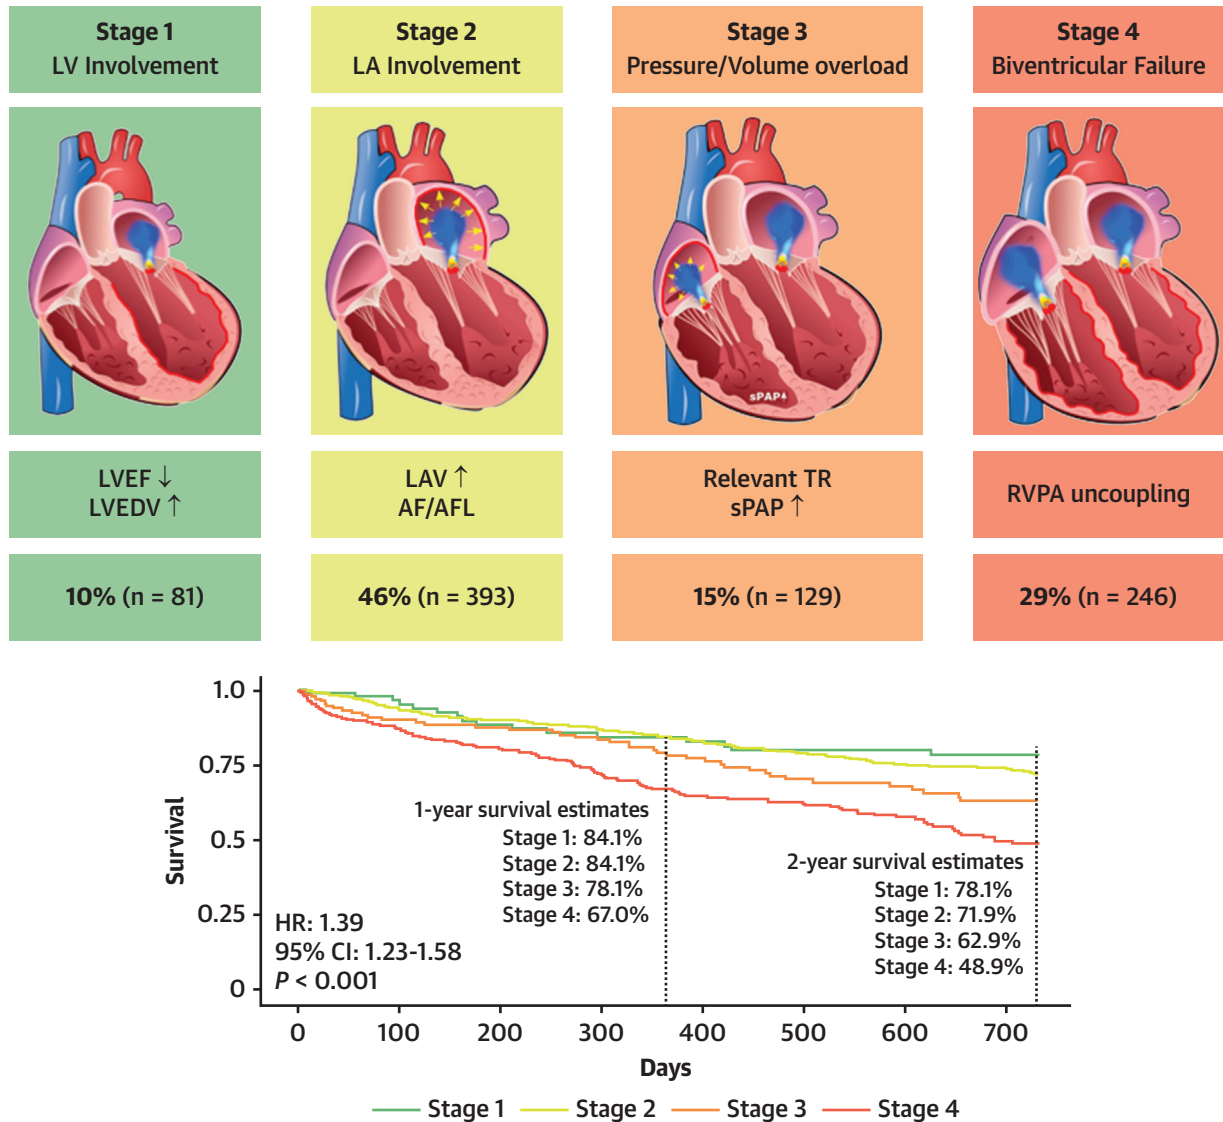 Stage 1
LV Involvement
Stage 2
LA Involvement
Stage 3
Pressure/Volume overload
Stage 4
Biventricular Failure
sPAP
LVEF ↓
LVEDV ↑
LAV ↑
AF/AFL
Relevant TR
sPAP ↑
RVPA uncoupling
10% (n = 81)
46% (n = 393)
15% (n = 129)
29% (n = 246)
Survival
1.0
0.75
0.5
0.25
0
1-year survival estimates
Stage 1: 84.1%
Stage 2: 84.1%
Stage 3: 78.1%
Stage 4: 67.0%
2-year survival estimates
Stage 1: 78.1%
Stage 2: 71.9%
Stage 3: 62.9%
Stage 4: 48.9%
HR: 1.39
95% CI: 1.23-1.58
P < 0.001
0 100 200 300 400 500 600 700
Days
Stage 1 Stage 2 Stage 3 Stage 4